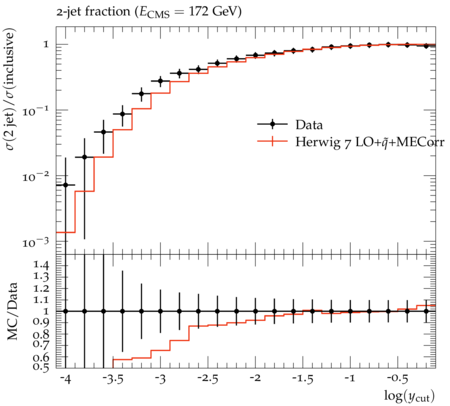 2-jet fraction (E_CMS = 172 GeV)
σ(2 jet)/σ(inclusive)
1
10⁻¹
10⁻²
10⁻³
Data
Herwig 7 LO+q̃+MECorr
MC/Data
1.4
1.3
1.2
1.1
1
0.9
0.8
0.7
0.6
0.5
-4 -3.5 -3 -2.5 -2 -1.5 -1 -0.5
log(y_cut)